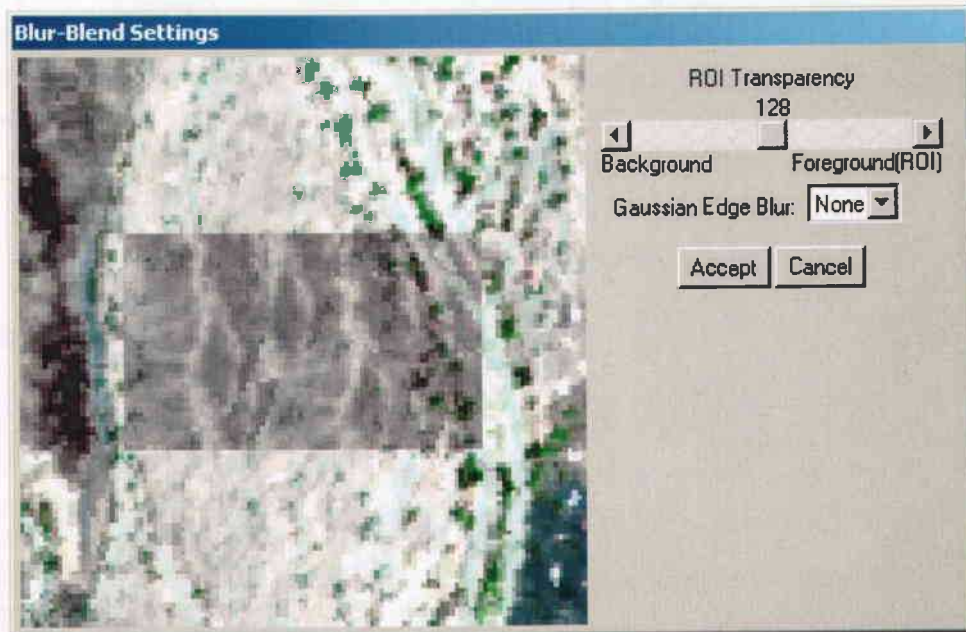 Blur-Blend Settings
ROI Transparency
128
Background Foreground(ROI)
Gaussian Edge Blur: None
Accept Cancel